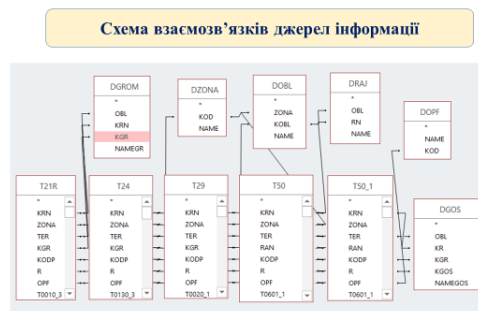 Схема взаємозв’язків джерел інформації
DGROM
*
OBL
KRN
KGR
NAMEGR
DZONA
*
KOD
NAME
DOBL
*
ZONA
KOBL
NAME
DRAJ
*
OBL
RN
NAME
DOPF
*
NAME
KOD
T21R
*
KRN
ZONA
TER
KGR
KODP
R
OPF
T0010_3
T24
*
KRN
ZONA
TER
KGR
KODP
R
OPF
T0130_3
T29
*
KRN
ZONA
TER
KGR
KODP
R
OPF
T0020_1
T50
*
KRN
ZONA
TER
RAN
KODP
R
OPF
T0601_1
T50_1
*
KRN
ZONA
TER
RAN
KODP
R
OPF
T0601_1
DGOS
*
OBL
KR
KGR
KGOS
NAMEGOS